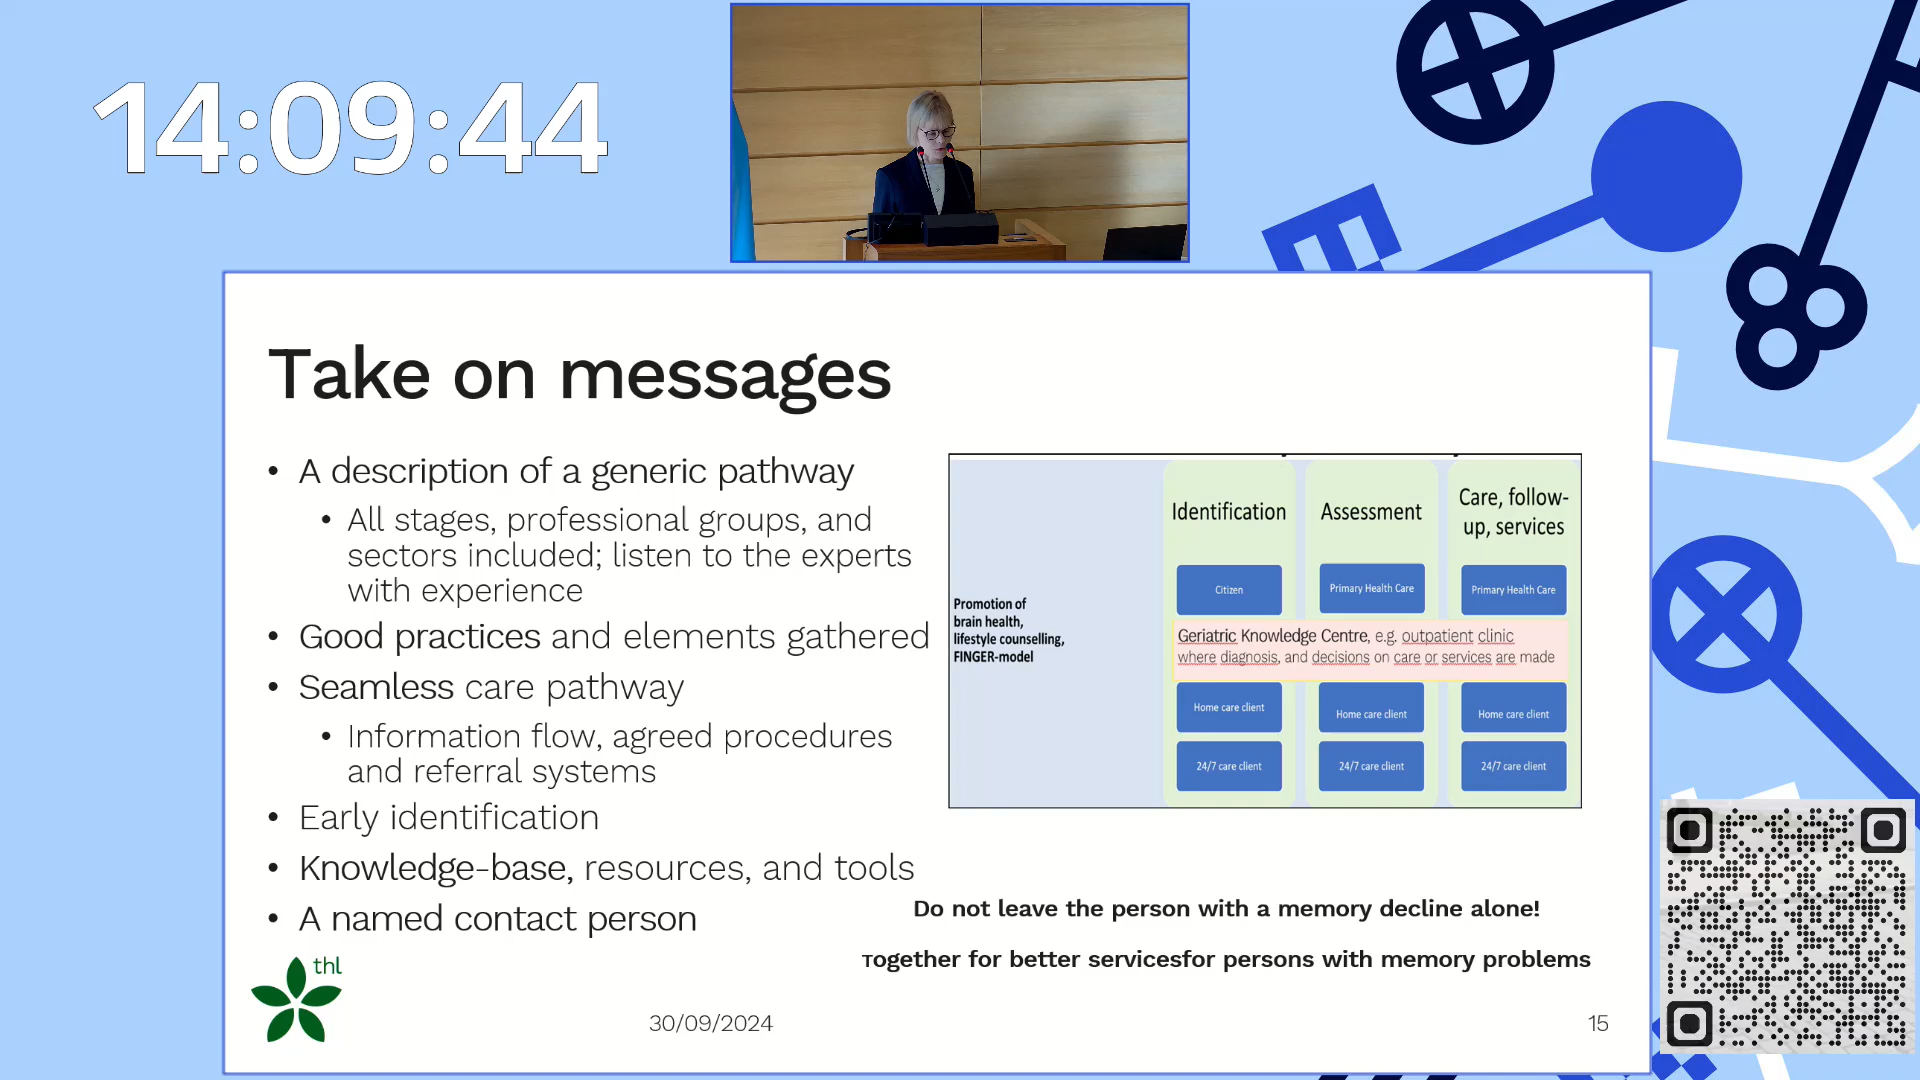 14:09:44
Take on messages
• A description of a generic pathway
• All stages, professional groups, and
sectors included; listen to the experts
with experience
• Good practices and elements gathered
• Seamless care pathway
• Information flow, agreed procedures
and referral systems
• Early identification
• Knowledge-base, resources, and tools
• A named contact person
Identification
Assessment
Care, follow-
up, services
Citizen
Primary Health Care
Primary Health Care
Promotion of
brain health,
lifestyle counselling,
FINGER-model
Geriatric Knowledge Centre, e.g. outpatient clinic
where diagnosis, and decisions on care or services are made
Home care client
Home care client
Home care client
24/7 care client
24/7 care client
24/7 care client
Do not leave the person with a memory decline alone!
Together for better servicesfor persons with memory problems
thl
30/09/2024
15